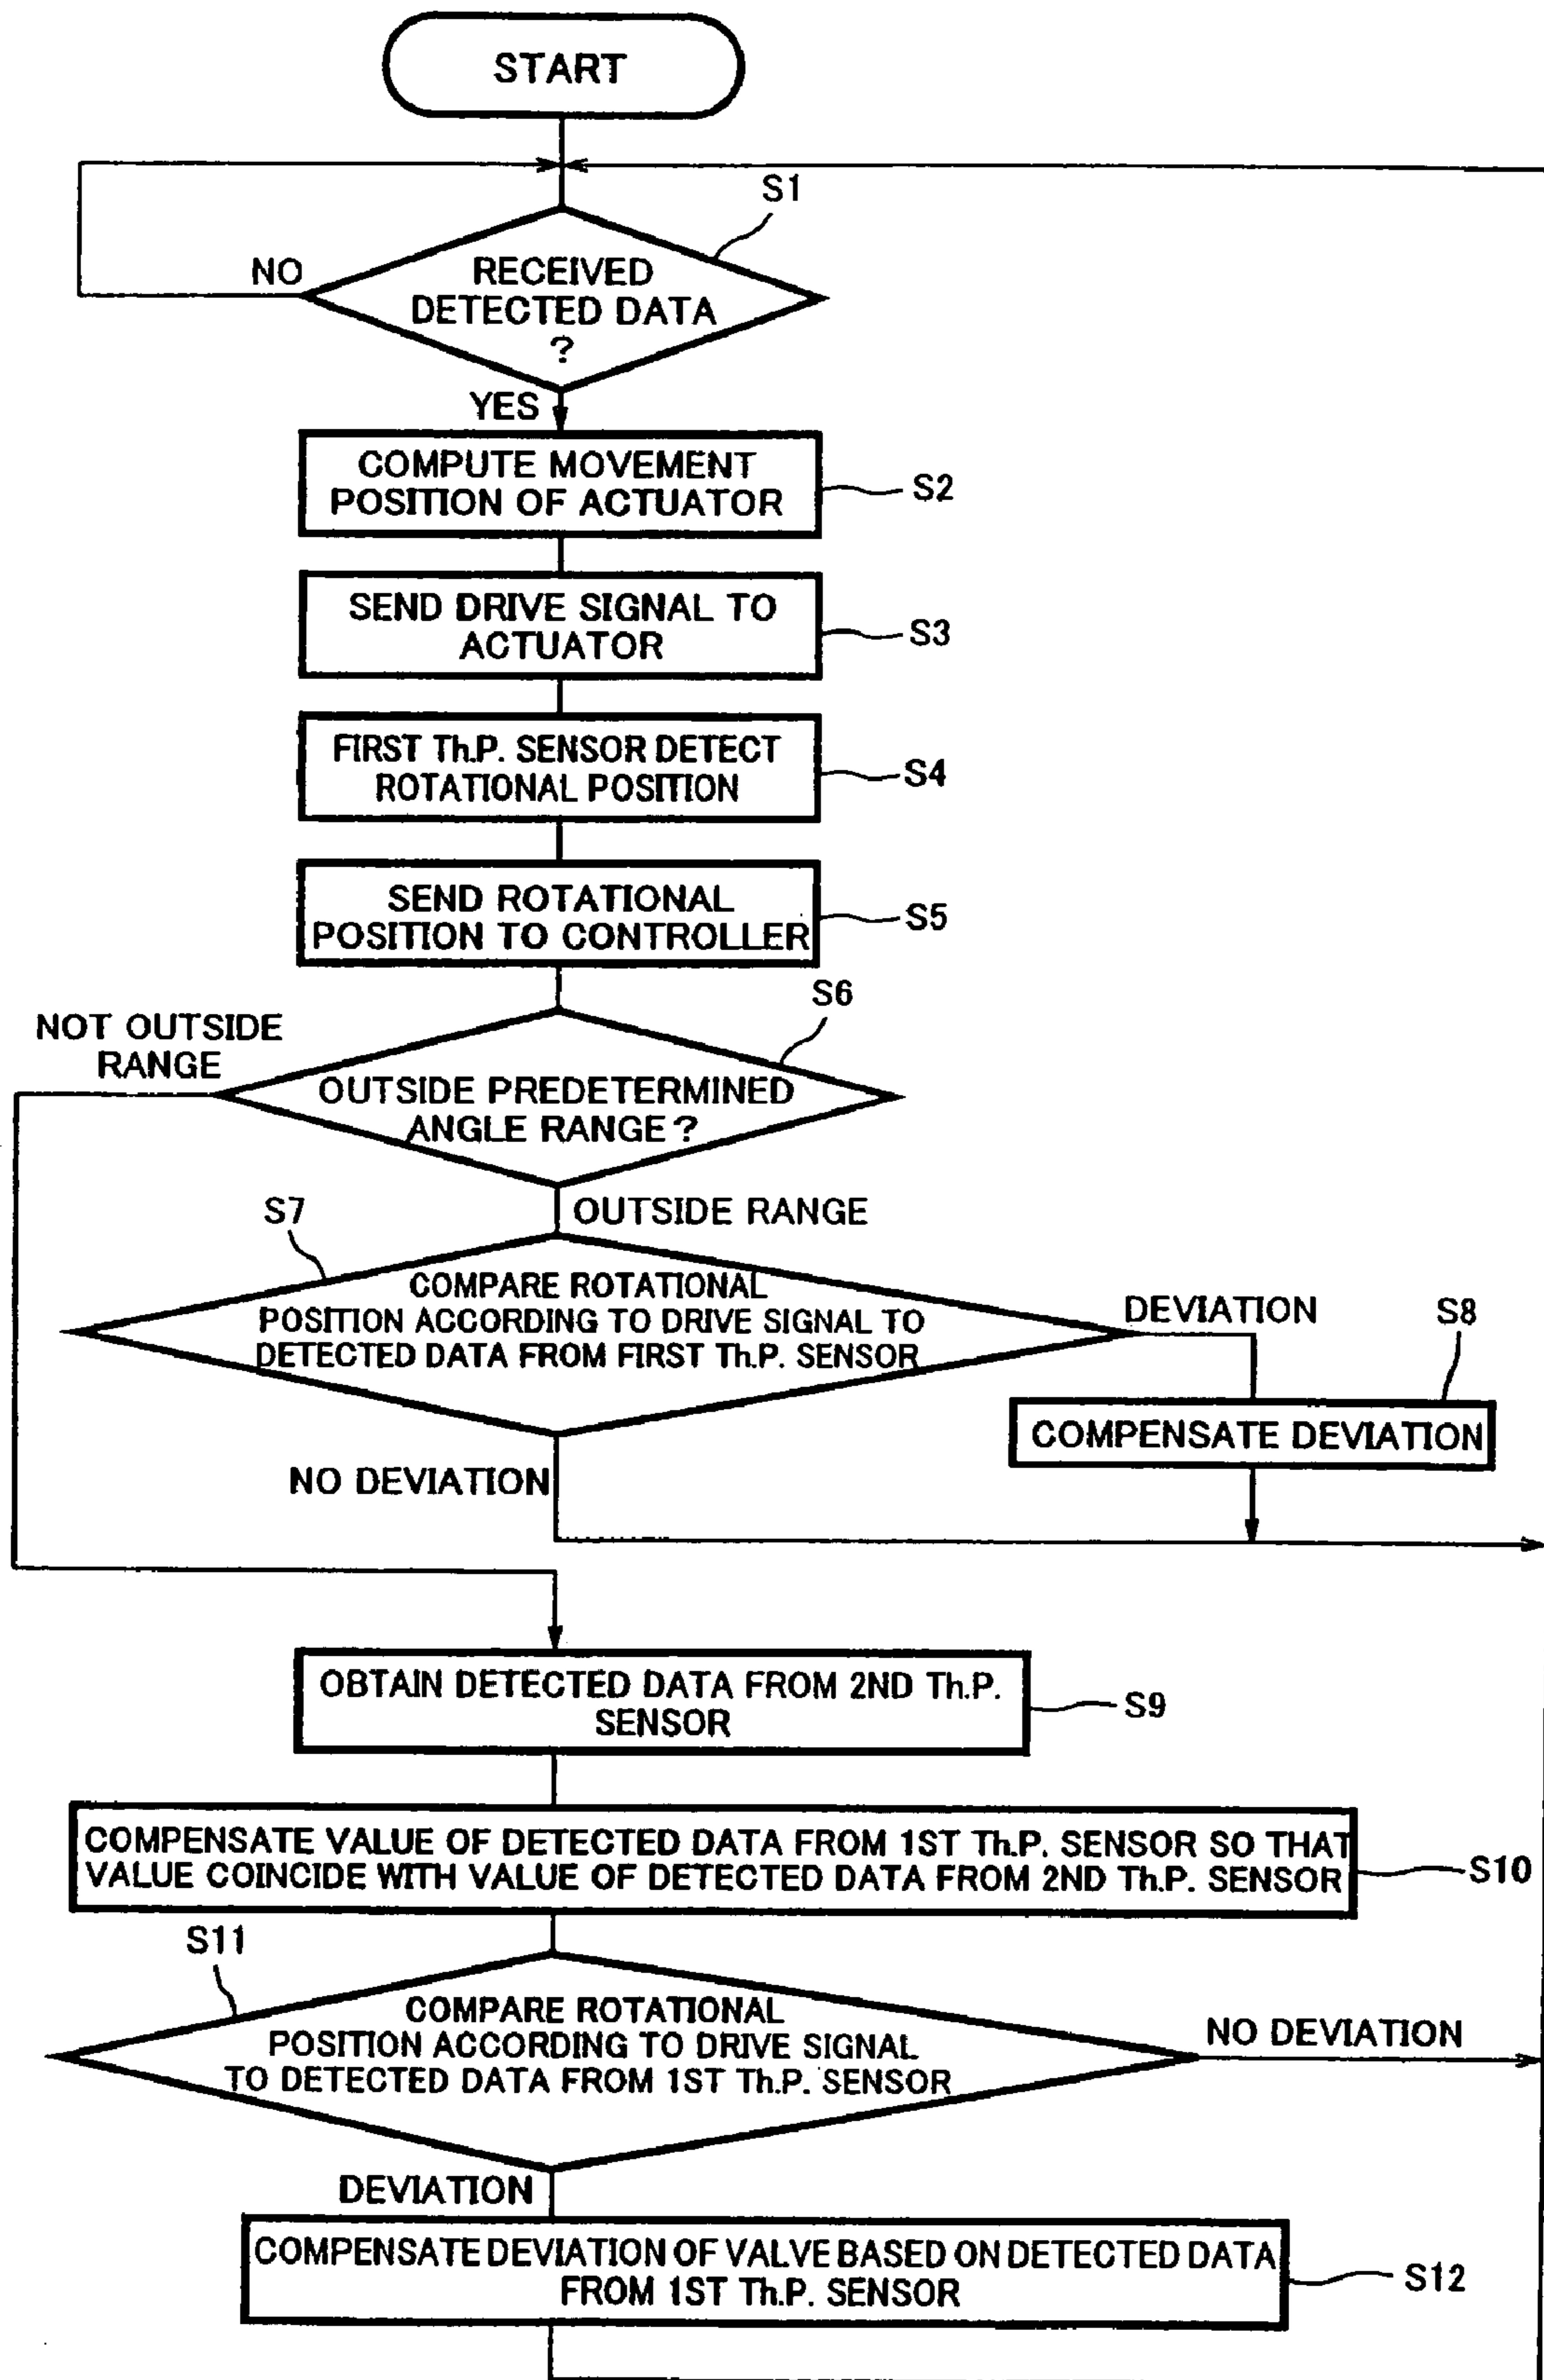 START
S1
NO
RECEIVED
DETECTED DATA
?
YES
COMPUTE MOVEMENT
POSITION OF ACTUATOR
S2
SEND DRIVE SIGNAL TO
ACTUATOR
S3
FIRST Th.P. SENSOR DETECT
ROTATIONAL POSITION
S4
SEND ROTATIONAL
POSITION TO CONTROLLER
S5
S6
NOT OUTSIDE
RANGE
OUTSIDE PREDETERMINED
ANGLE RANGE?
S7
OUTSIDE RANGE
COMPARE ROTATIONAL
POSITION ACCORDING TO DRIVE SIGNAL TO
DETECTED DATA FROM FIRST Th.P. SENSOR
DEVIATION
S8
COMPENSATE DEVIATION
NO DEVIATION
OBTAIN DETECTED DATA FROM 2ND Th.P.
SENSOR
S9
COMPENSATE VALUE OF DETECTED DATA FROM 1ST Th.P. SENSOR SO THAT
VALUE COINCIDE WITH VALUE OF DETECTED DATA FROM 2ND Th.P. SENSOR
S10
S11
COMPARE ROTATIONAL
POSITION ACCORDING TO DRIVE SIGNAL
TO DETECTED DATA FROM 1ST Th.P. SENSOR
NO DEVIATION
DEVIATION
COMPENSATE DEVIATION OF VALVE BASED ON DETECTED DATA
FROM 1ST Th.P. SENSOR
S12